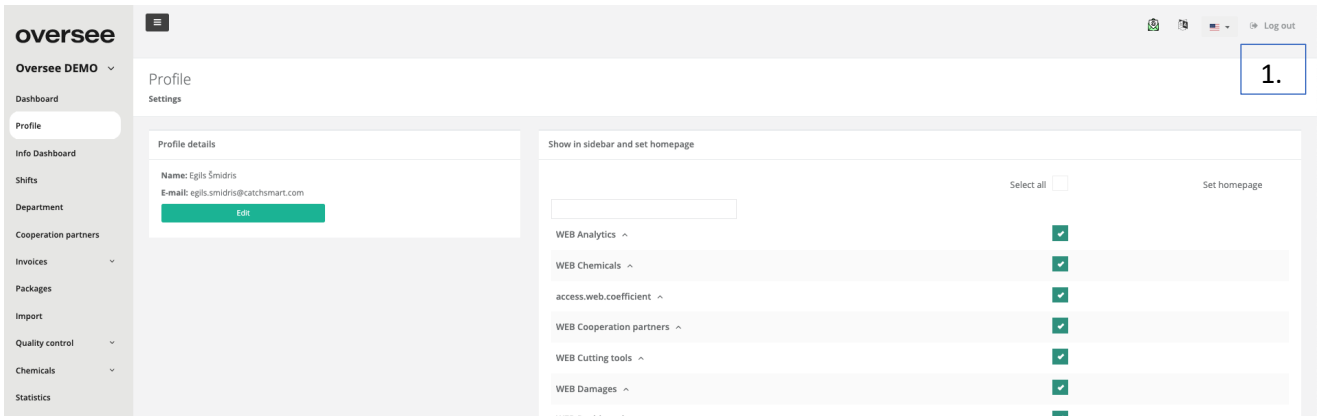 oversee
Log out
Oversee DEMO
1.
Profile
Settings
Dashboard
Profile
Info Dashboard
Shifts
Department
Cooperation partners
Invoices
Packages
Import
Quality control
Chemicals
Statistics
Profile details
Name: Egils Šmidris
E-mail: egils.smidris@catchsmart.com
Edit
Show in sidebar and set homepage
Select all Set homepage
WEB Analytics
WEB Chemicals
access.web.coefficient
WEB Cooperation partners
WEB Cutting tools
WEB Damages